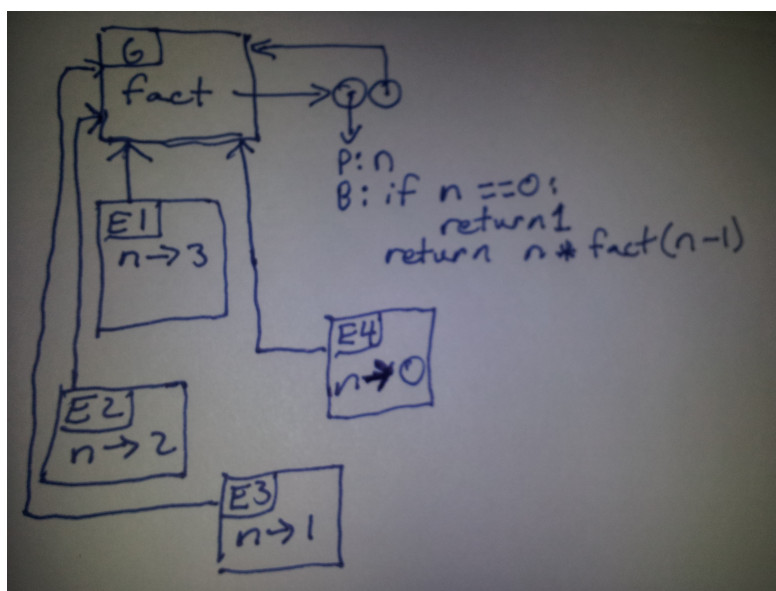 G
fact
P: n
B: if n ==0:
return 1
return n * fact(n-1)
E1
n→3
E4
n→0
E2
n→2
E3
n→1